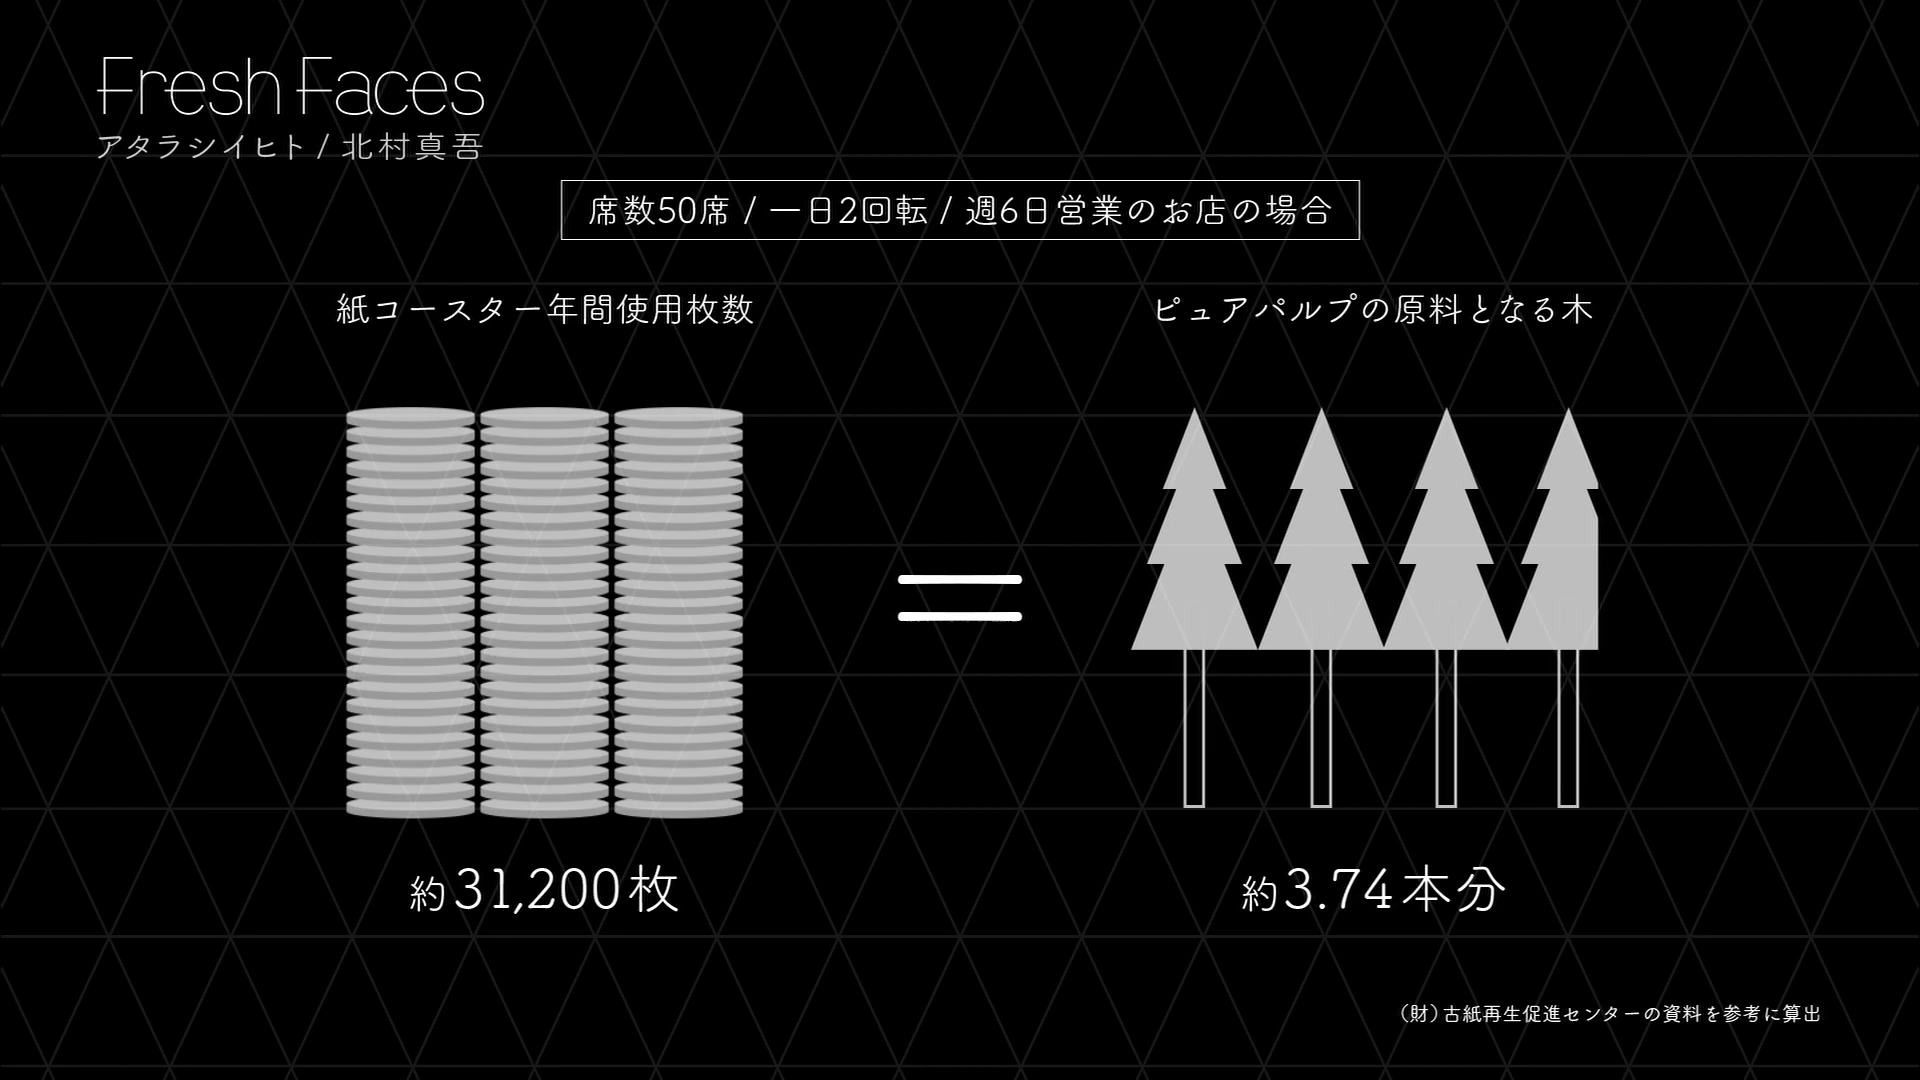 Fresh Faces
アタラシイヒト / 北村真吾
席数50席 / 一日2回転 / 週6日営業のお店の場合
紙コースター年間使用枚数
ピュアパルプの原料となる木
約31,200枚
約3.74本分
(財)古紙再生促進センターの資料を参考に算出